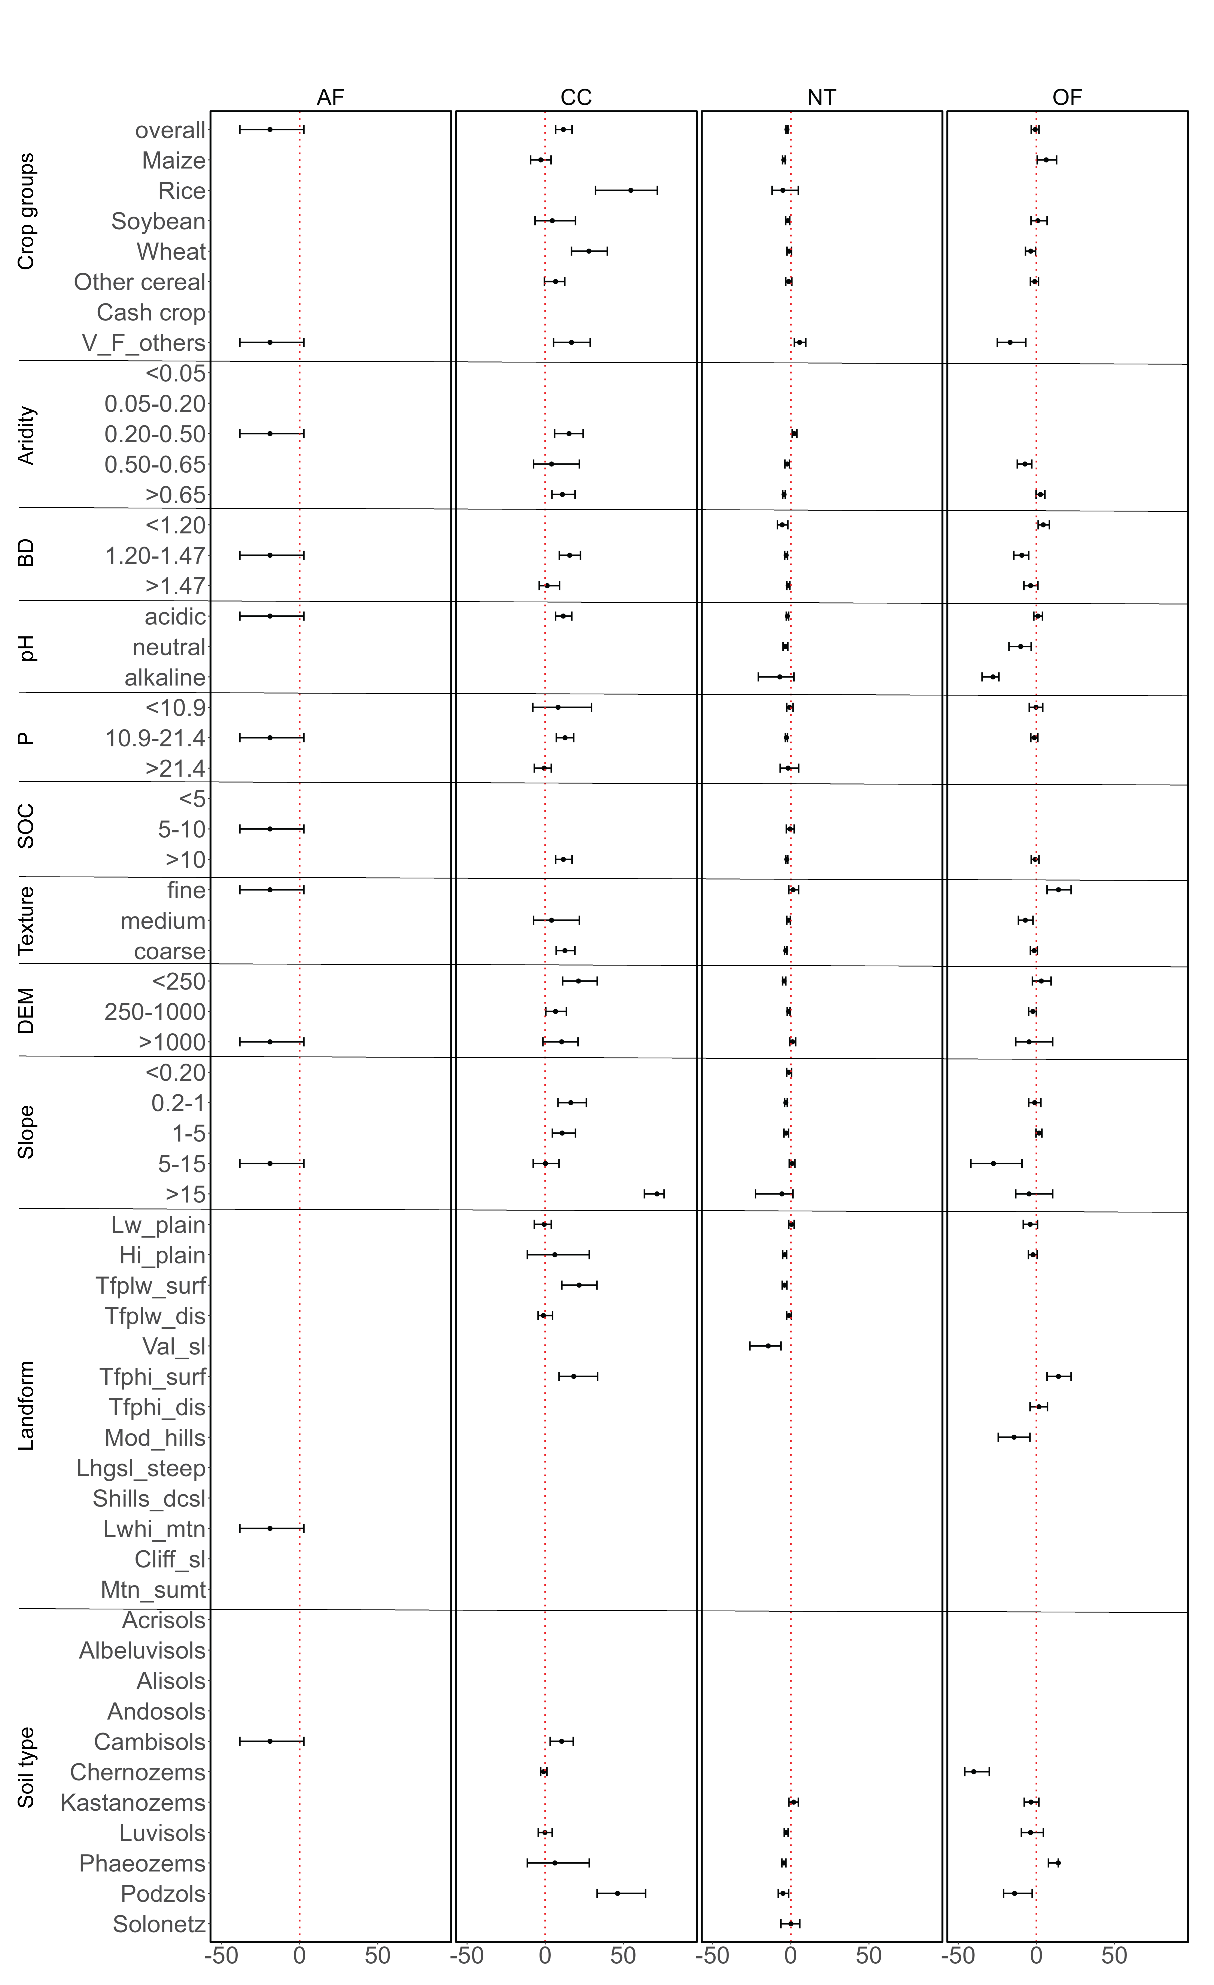 AF CC NT OF
Crop groups
overall
Maize
Rice
Soybean
Wheat
Other cereal
Cash crop
V_F_others
Aridity
<0.05
0.05-0.20
0.20-0.50
0.50-0.65
>0.65
BD
<1.20
1.20-1.47
>1.47
pH
acidic
neutral
alkaline
P
<10.9
10.9-21.4
>21.4
SOC
<5
5-10
>10
Texture
fine
medium
coarse
DEM
<250
250-1000
>1000
Slope
<0.20
0.2-1
1-5
5-15
>15
Landform
Lw_plain
Hi_plain
Tfplw_surf
Tfplw_dis
Val_sl
Tfphi_surf
Tfphi_dis
Mod_hills
Lhgsl_steep
Shills_dcsl
Lwhi_mtn
Cliff_sl
Mtn_sumt
Soil type
Acrisols
Albeluvisols
Alisols
Andosols
Cambisols
Chernozems
Kastanozems
Luvisols
Phaeozems
Podzols
Solonetz
-50 0 50 -50 0 50 -50 0 50 -50 0 50